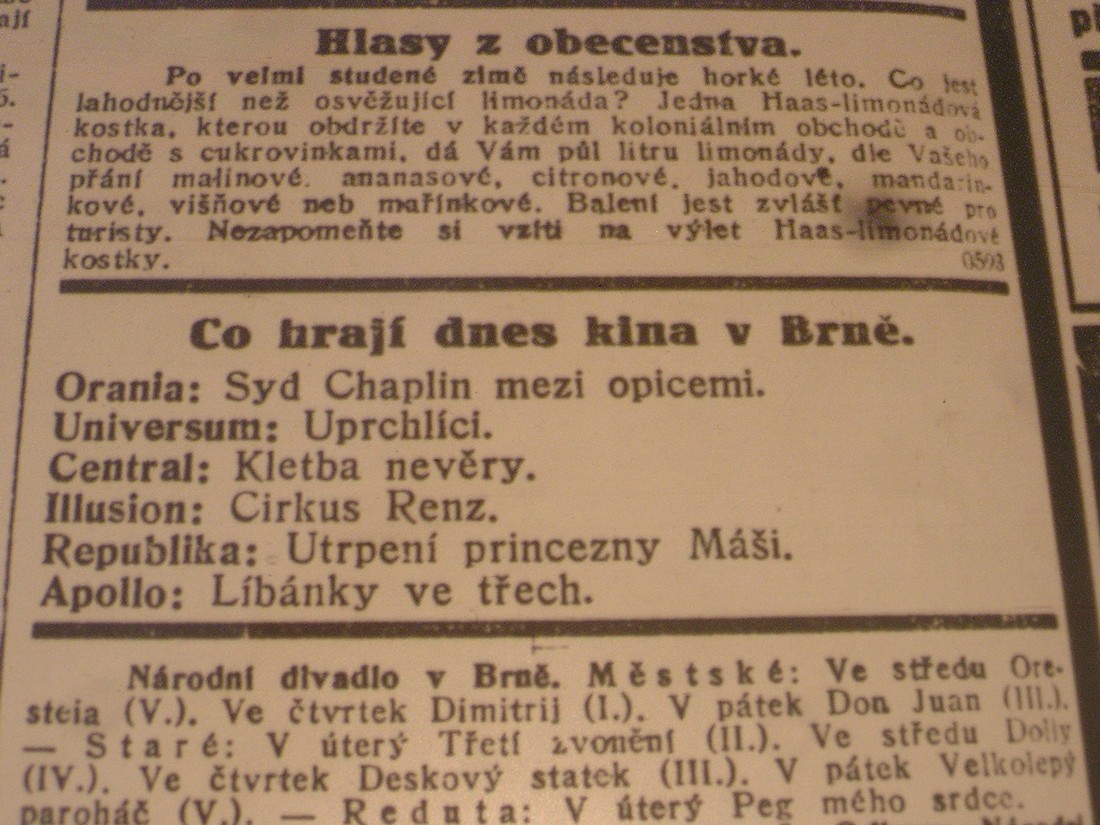 Hlasy z obecenstva.
Po velmi studené zimě následuje horké léto. Co jest
lahodnější než osvěžující limonáda? Jedna Haas-limonádová
kostka, kterou obdržíte v každém koloniálním obchodě a ob-
chodě s cukrovinkami, dá Vám půl litru limonády, dle Vašeho
přání malinové. ananasové, citronové, jahodové, mandarin-
kové, višňové neb mařínkové. Balení jest zvlášť pevné pro
turisty. Nezapomeňte si vzíti na výlet Haas-limonádové
kostky. 0593
Co hrají dnes kina v Brně.
Orania: Syd Chaplin mezi opicemi.
Universum: Uprchlíci.
Central: Kletba nevěry.
Illusion: Cirkus Renz.
Republika: Utrpení princezny Máši.
Apollo: Líbánky ve třech.
Národní divadlo v Brně. Městské: Ve středu Ore-
steia (V.). Ve čtvrtek Dimitrij (I.). V pátek Don Juan (III.).
— Staré: V úterý Třetí zvonění (II.). Ve středu Dolly
(IV.). Ve čtvrtek Deskový statek (III.). V pátek Velkolepý
paroháč (V.). — Reduta: V úterý Peg mého srdce.